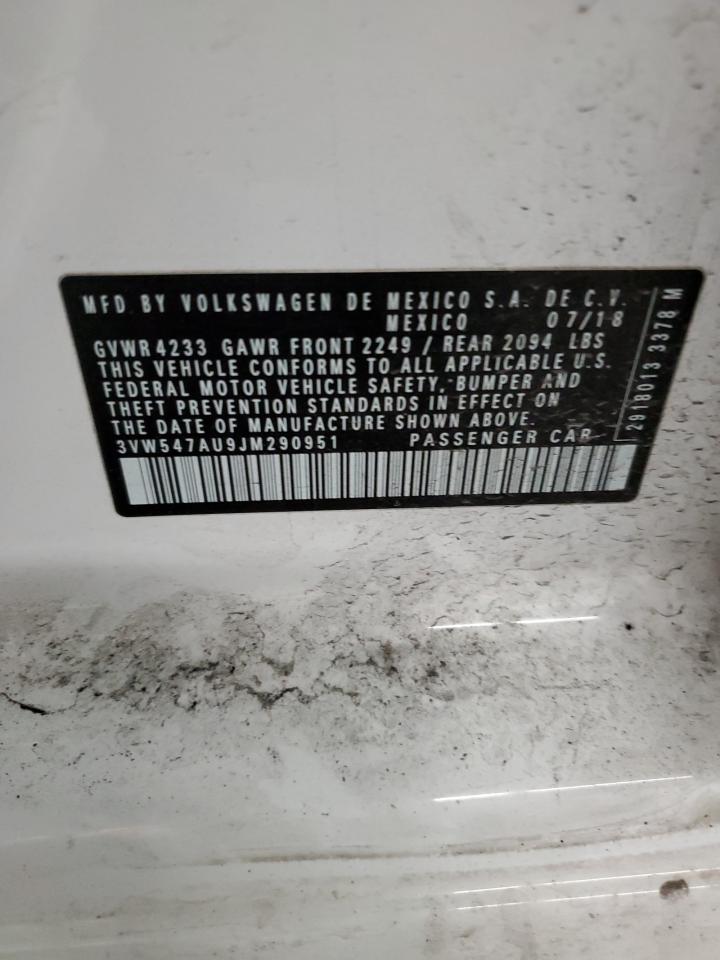 MFD BY VOLKSWAGEN DE MEXICO S.A. DE C.V.
MEXICO 07/18
GVWR 4233 GAWR FRONT 2249 / REAR 2094 LBS
THIS VEHICLE CONFORMS TO ALL APPLICABLE U.S.
FEDERAL MOTOR VEHICLE SAFETY, BUMPER AND
THEFT PREVENTION STANDARDS IN EFFECT ON
THE DATE OF MANUFACTURE SHOWN ABOVE.
3VW547AU9JM290951 PASSENGER CAR
2918013 3378 M